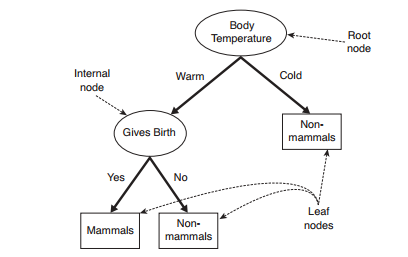 Body
Temperature
Root
node
Internal
node
Warm
Cold
Gives Birth
Non-
mammals
Yes
No
Mammals
Non-
mammals
Leaf
nodes